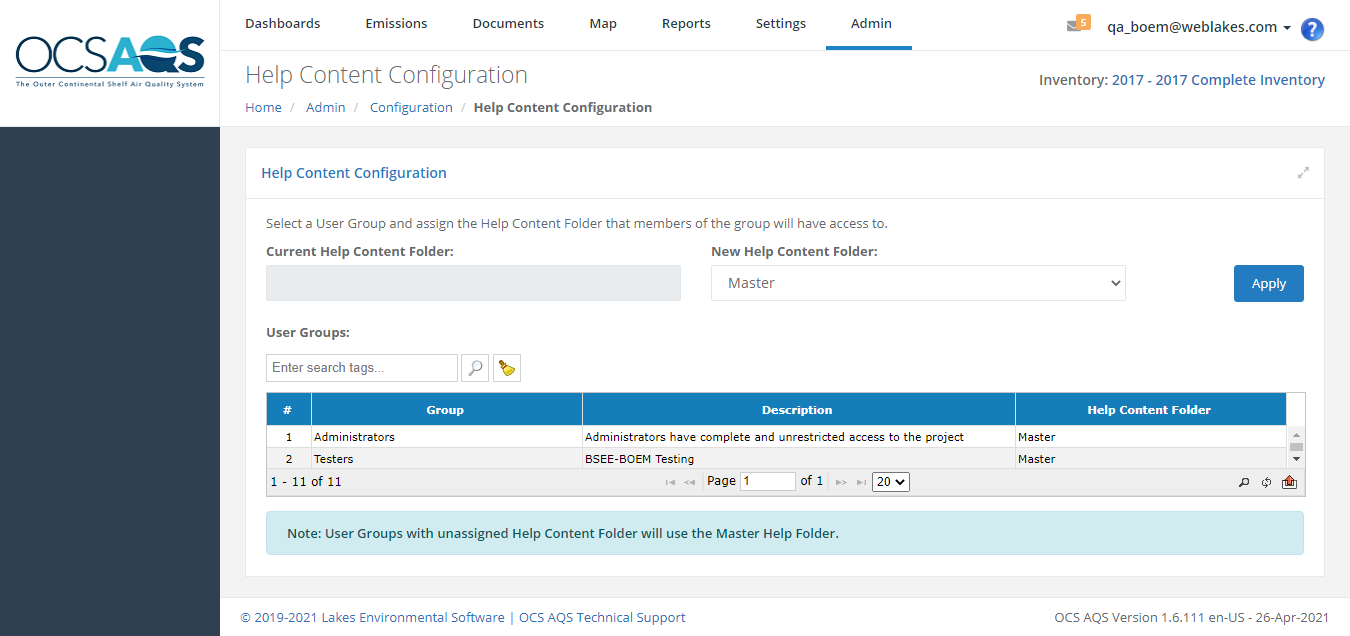 OCSAQS
The Outer Continental Shelf Air Quality System
Dashboards Emissions Documents Map Reports Settings Admin
5 qa_boem@weblakes.com ?
Help Content Configuration
Inventory: 2017 - 2017 Complete Inventory
Home / Admin / Configuration / Help Content Configuration
Help Content Configuration
Select a User Group and assign the Help Content Folder that members of the group will have access to.
Current Help Content Folder: New Help Content Folder:
Master Apply
User Groups:
Enter search tags...
# Group Description Help Content Folder
1 Administrators Administrators have complete and unrestricted access to the project Master
2 Testers BSEE-BOEM Testing Master
1 - 11 of 11 Page 1 of 1 20
Note: User Groups with unassigned Help Content Folder will use the Master Help Folder.
© 2019-2021 Lakes Environmental Software | OCS AQS Technical Support
OCS AQS Version 1.6.111 en-US - 26-Apr-2021